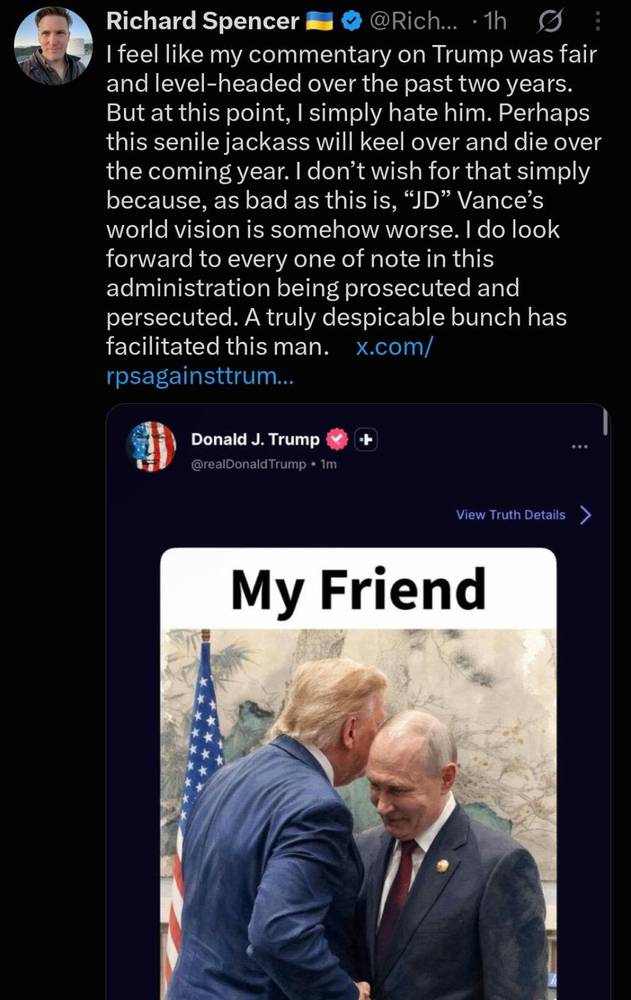 Richard Spencer 🇺🇦 @Rich... · 1h
I feel like my commentary on Trump was fair
and level-headed over the past two years.
But at this point, I simply hate him. Perhaps
this senile jackass will keel over and die over
the coming year. I don’t wish for that simply
because, as bad as this is, “JD” Vance’s
world vision is somehow worse. I do look
forward to every one of note in this
administration being prosecuted and
persecuted. A truly despicable bunch has
facilitated this man. x.com/
rpsagainsttrum...
Donald J. Trump
@realDonaldTrump • 1m
View Truth Details
My Friend